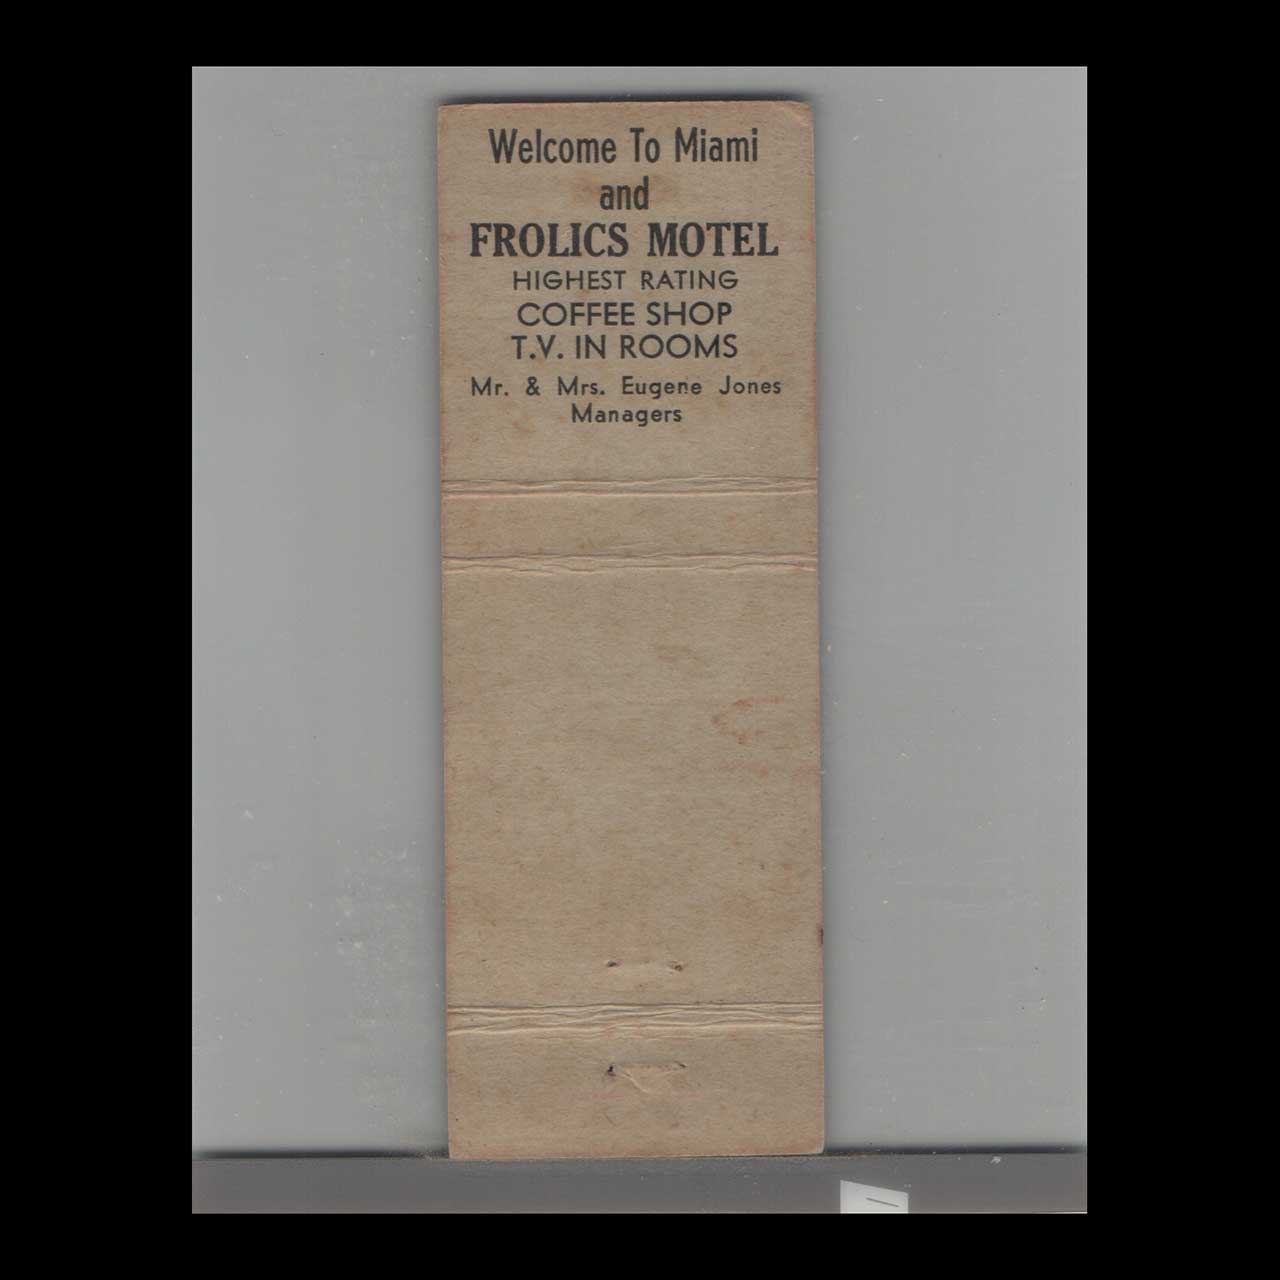 Welcome To Miami
and
FROLICS MOTEL
HIGHEST RATING
COFFEE SHOP
T.V. IN ROOMS
Mr. & Mrs. Eugene Jones
Managers